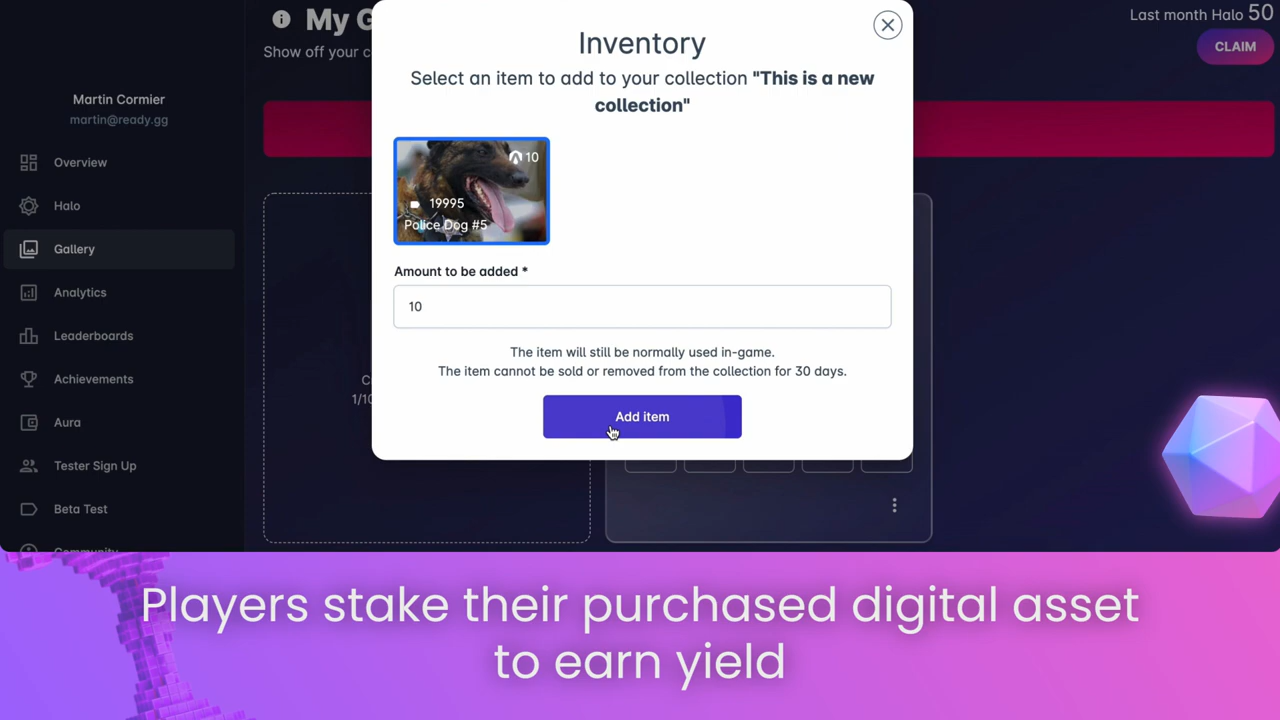 My G
Show off your c
Last month Halo 50
CLAIM
Martin Cormier
martin@ready.gg
Overview
Halo
Gallery
Analytics
Leaderboards
Achievements
Aura
Tester Sign Up
Beta Test
Community
Inventory
Select an item to add to your collection "This is a new
collection"
10
19995
Police Dog #5
Amount to be added *
10
The item will still be normally used in-game.
The item cannot be sold or removed from the collection for 30 days.
Add item
C
1/10
Players stake their purchased digital asset
to earn yield